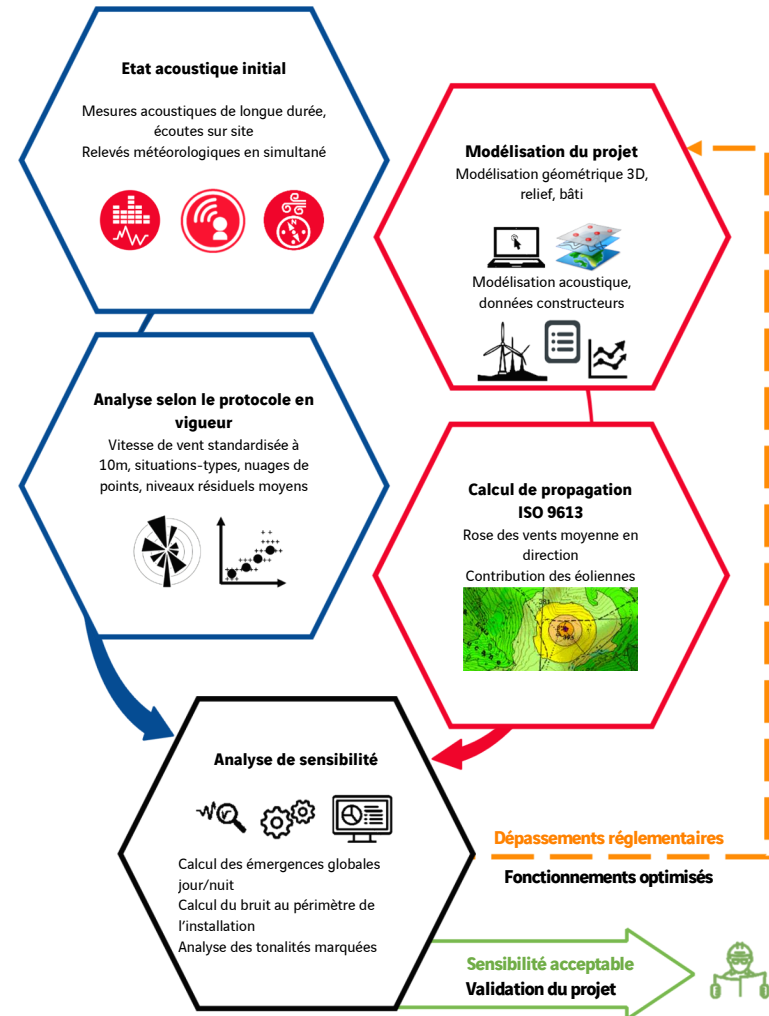 Etat acoustique initial
Mesures acoustiques de longue durée,
écoutes sur site
Relevés météorologiques en simultané
Analyse selon le protocole en
vigueur
Vitesse de vent standardisée à
10m, situations-types, nuages de
points, niveaux résiduels moyens
Modélisation du projet
Modélisation géométrique 3D,
relief, bâti
Modélisation acoustique,
données constructeurs
Calcul de propagation
ISO 9613
Rose des vents moyenne en
direction
Contribution des éoliennes
Analyse de sensibilité
Calcul des émergences globales
jour/nuit
Calcul du bruit au périmètre de
l'installation
Analyse des tonalités marquées
Dépassements réglementaires
Fonctionnements optimisés
Sensibilité acceptable
Validation du projet